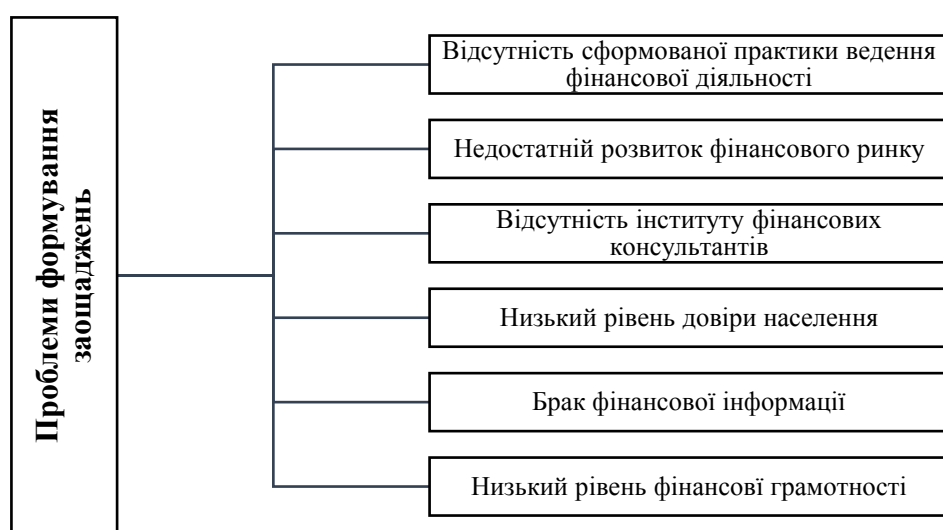 Проблеми формування
заощаджень
Відсутність сформованої практики ведення
фінансової діяльності
Недостатній розвиток фінансового ринку
Відсутність інституту фінансових
консультантів
Низький рівень довіри населення
Брак фінансової інформації
Низький рівень фінансовї грамотності